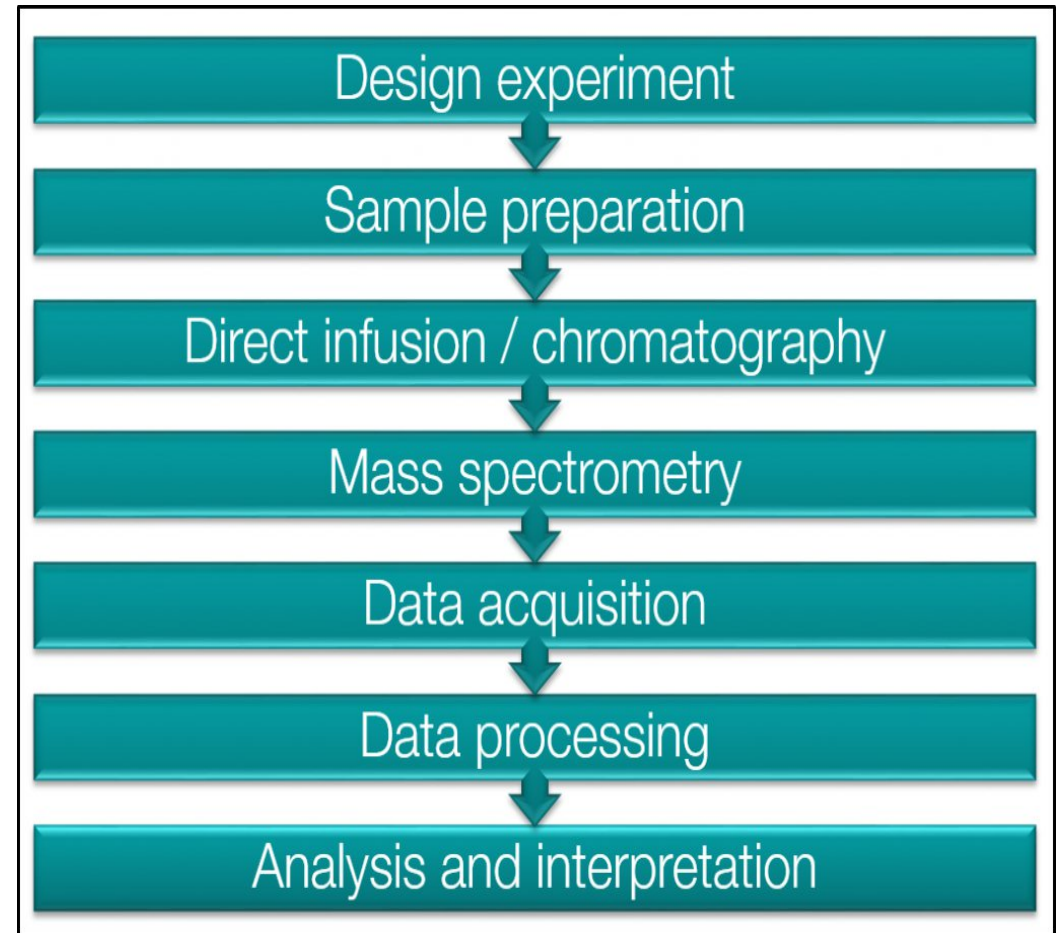 Design experiment
Sample preparation
Direct infusion / chromatography
Mass spectrometry
Data acquisition
Data processing
Analysis and interpretation